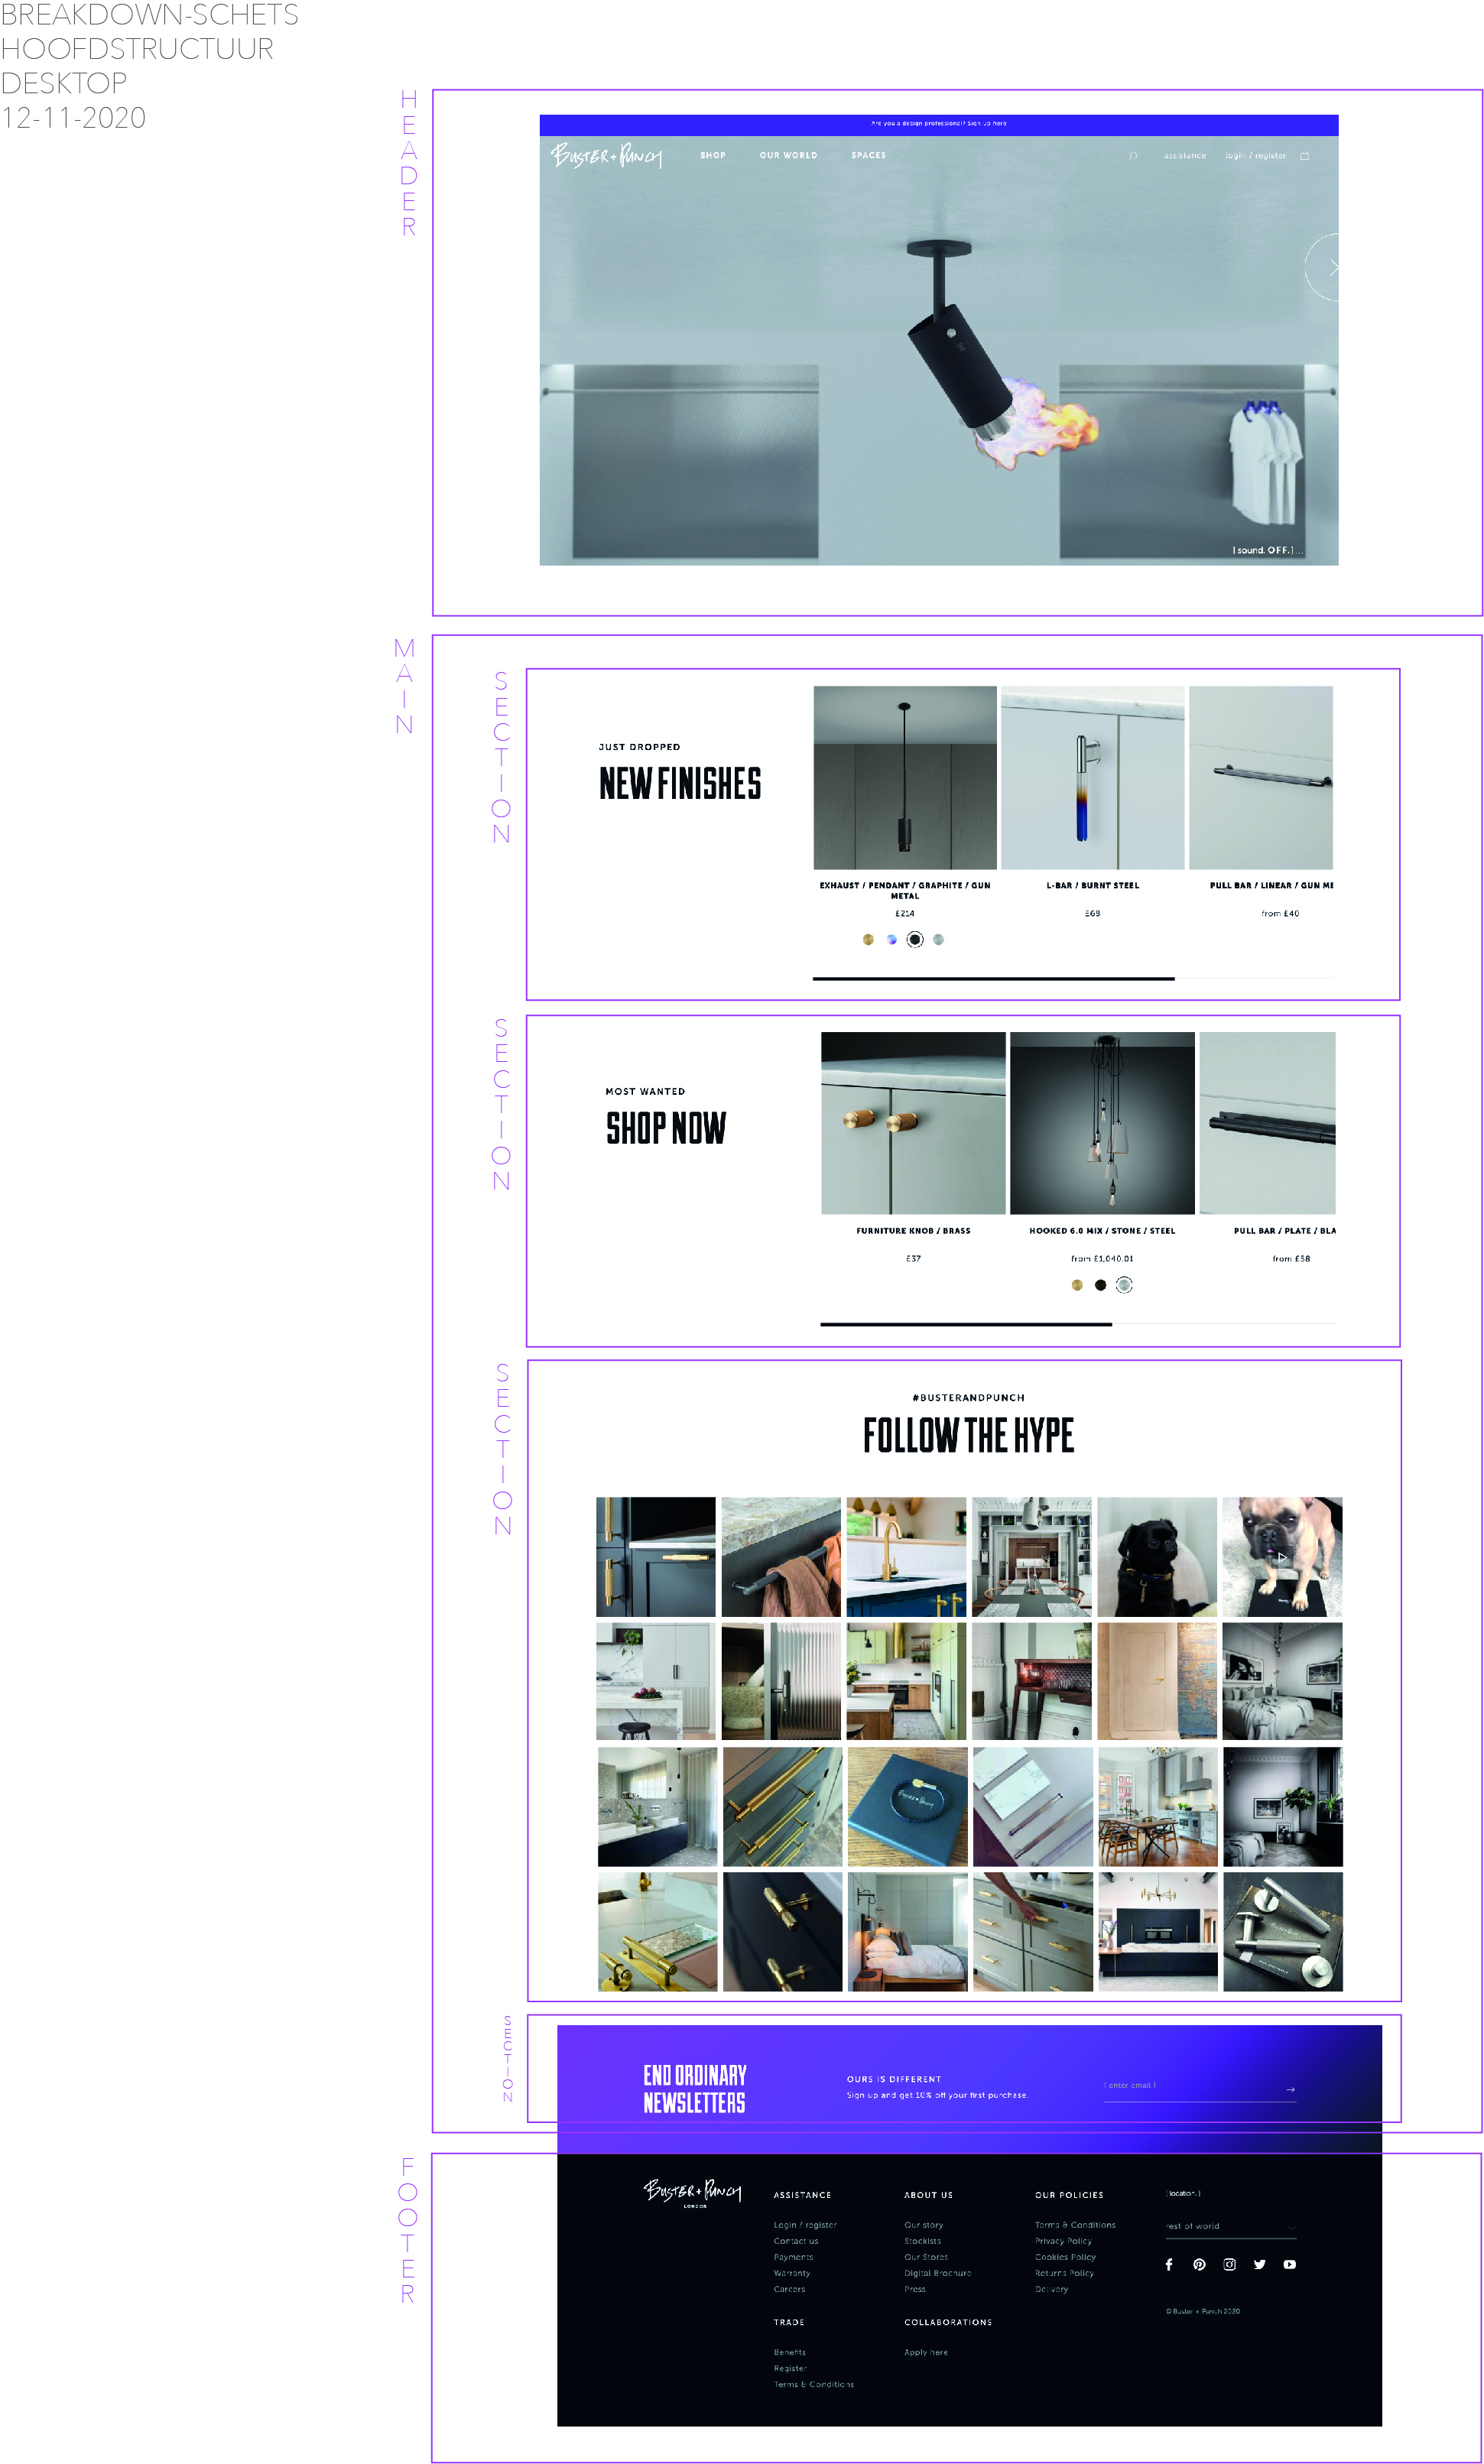 BREAKDOWN-SCHETS
HOOFDSTRUCTUUR
DESKTOP
12-11-2020
HEADER
Are you a design professional? Sign up here
BUSTER + PUNCH
SHOP OUR WORLD SPACES assistance login / register
[ sound. OFF. ] ...
MAIN
SECTION
JUST DROPPED
NEW FINISHES
EXHAUST / PENDANT / GRAPHITE / GUN
METAL
£214
L-BAR / BURNT STEEL
£68
PULL BAR / LINEAR / GUN ME
from £40
SECTION
MOST WANTED
SHOP NOW
FURNITURE KNOB / BRASS
£37
HOOKED 6.0 MIX / STONE / STEEL
from £1,040.01
PULL BAR / PLATE / BLA
from £58
SECTION
#BUSTERANDPUNCH
FOLLOW THE HYPE
BUSTER + PUNCH
SECTION
END ORDINARY
NEWSLETTERS
OURS IS DIFFERENT
Sign up and get 10% off your first purchase.
[ enter email ]
FOOTER
BUSTER + PUNCH
LONDON
ASSISTANCE
Login / register
Contact us
Payments
Warranty
Careers
TRADE
Benefits
Register
Terms & Conditions
ABOUT US
Our story
Stockists
Our Stores
Digital Brochure
Press
COLLABORATIONS
Apply here
OUR POLICIES
Terms & Conditions
Privacy Policy
Cookies Policy
Returns Policy
Delivery
[ location. ]
rest of world
© Buster + Punch 2020